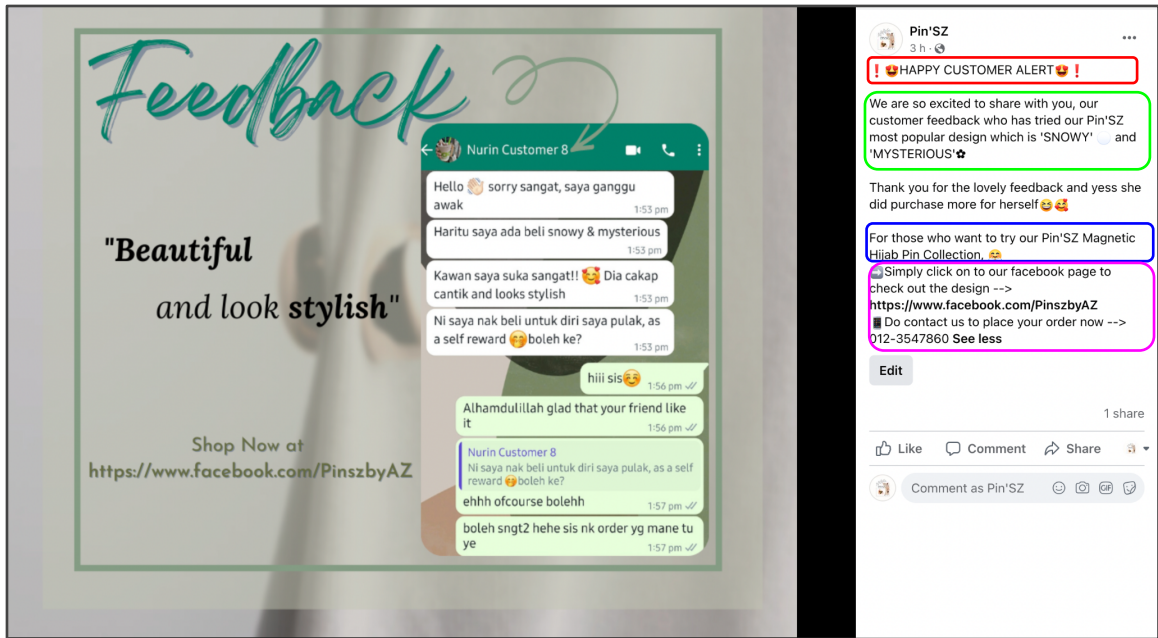 Feedback
"Beautiful
and look stylish"
Shop Now at
https://www.facebook.com/PinszbyAZ
Nurin Customer 8
Hello 👋🏻 sorry sangat, saya ganggu
awak
1:53 pm
Haritu saya ada beli snowy & mysterious
1:53 pm
Kawan saya suka sangat!! 🥰 Dia cakap
cantik and looks stylish
1:53 pm
Ni saya nak beli untuk diri saya pulak, as
a self reward 🤭boleh ke?
1:53 pm
hiii sis😊
1:56 pm
Alhamdulillah glad that your friend like
it
1:56 pm
Nurin Customer 8
Ni saya nak beli untuk diri saya pulak, as a self
reward 🤭boleh ke?
ehhh ofcourse bolehh
1:57 pm
boleh sngt2 hehe sis nk order yg mane tu
ye
1:57 pm
Pin'SZ
3 h
❗😍HAPPY CUSTOMER ALERT😍❗
We are so excited to share with you, our
customer feedback who has tried our Pin'SZ
most popular design which is 'SNOWY' ⚪ and
'MYSTERIOUS'✿
Thank you for the lovely feedback and yess she
did purchase more for herself😆🥰
For those who want to try our Pin'SZ Magnetic
Hijab Pin Collection, 🤗
➡️Simply click on to our facebook page to
check out the design -->
https://www.facebook.com/PinszbyAZ
📱Do contact us to place your order now -->
012-3547860 See less
Edit
1 share
Like Comment Share
Comment as Pin'SZ GIF